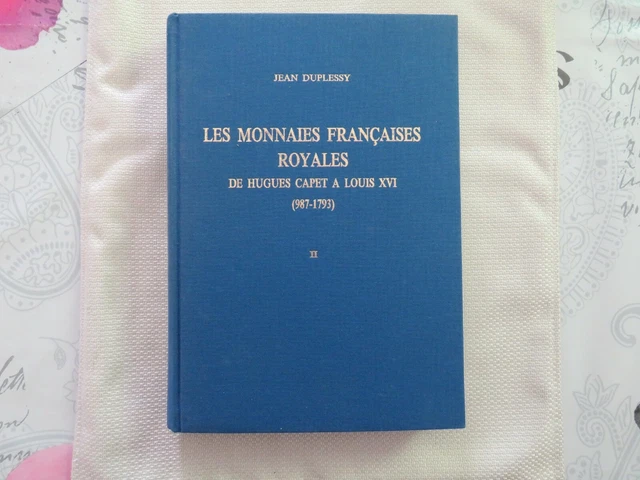 JEAN DUPLESSY
LES MONNAIES FRANÇAISES
ROYALES
DE HUGUES CAPET A LOUIS XVI
(987-1793)
II